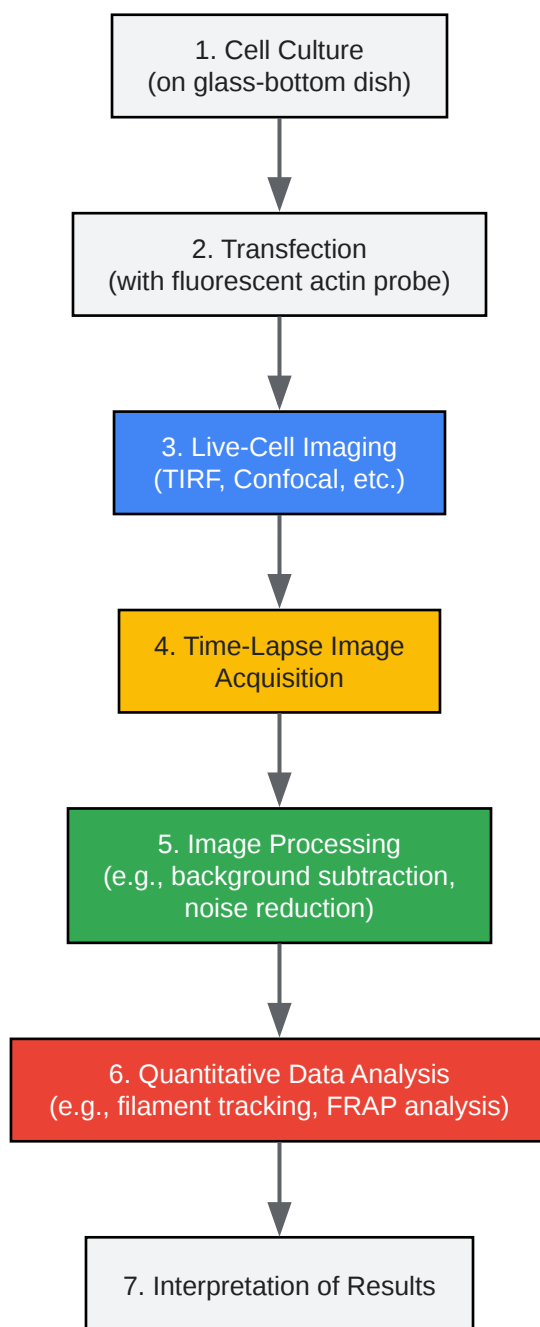 1. Cell Culture
(on glass-bottom dish)
2. Transfection
(with fluorescent actin probe)
3. Live-Cell Imaging
(TIRF, Confocal, etc.)
4. Time-Lapse Image
Acquisition
5. Image Processing
(e.g., background subtraction,
noise reduction)
6. Quantitative Data Analysis
(e.g., filament tracking, FRAP analysis)
7. Interpretation of Results